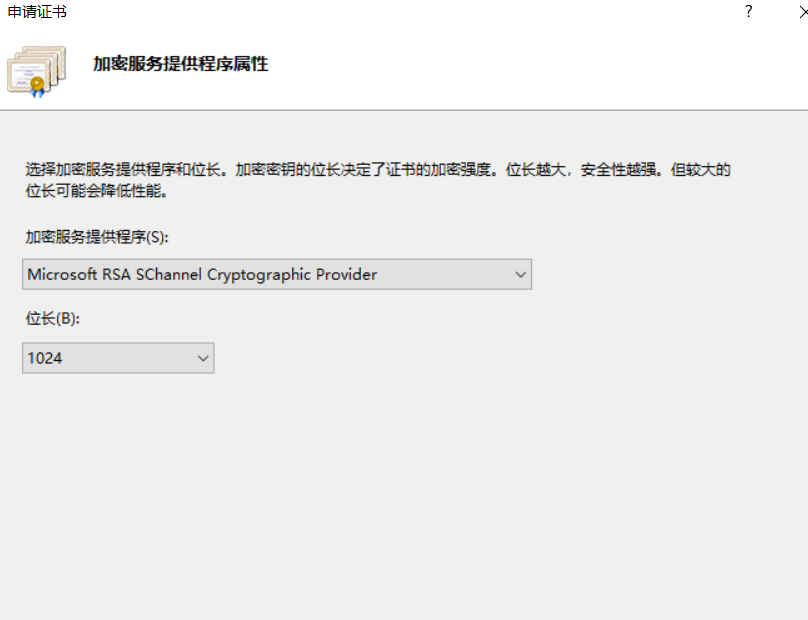 申请证书
?
加密服务提供程序属性
选择加密服务提供程序和位长。加密密钥的位长决定了证书的加密强度。位长越大，安全性越强。但较大的
位长可能会降低性能。
加密服务提供程序(S):
Microsoft RSA SChannel Cryptographic Provider
位长(B):
1024